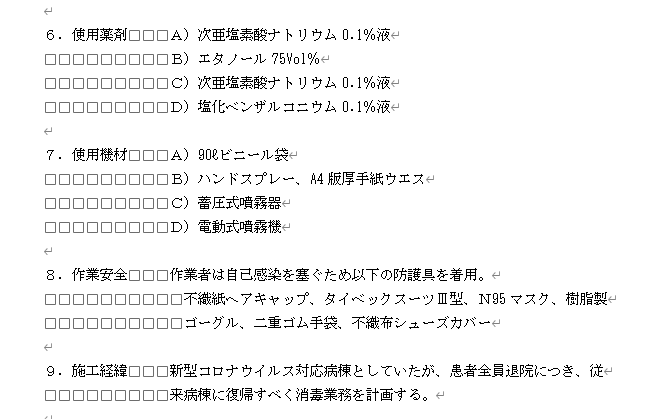 ６．使用薬剤□□□Ａ）次亜塩素酸ナトリウム 0.1%液
□□□□□□□□□Ｂ）エタノール 75Vol%
□□□□□□□□□Ｃ）次亜塩素酸ナトリウム 0.1%液
□□□□□□□□□Ｄ）塩化ベンザルコニウム 0.1%液
７．使用機材□□□Ａ）90ℓビニール袋
□□□□□□□□□Ｂ）ハンドスプレー、A4 版厚手紙ウエス
□□□□□□□□□Ｃ）蓄圧式噴霧器
□□□□□□□□□Ｄ）電動式噴霧機
８．作業安全□□□作業者は自己感染を塞ぐため以下の防護具を着用。
□□□□□□□□□□不織紙ヘアキャップ、タイベックスーツⅢ型、Ｎ95 マスク、樹脂製
□□□□□□□□□□ゴーグル、二重ゴム手袋、不織布シューズカバー
９．施工経緯□□□新型コロナウイルス対応病棟としていたが、患者全員退院につき、従
□□□□□□□□□来病棟に復帰すべく消毒業務を計画する。